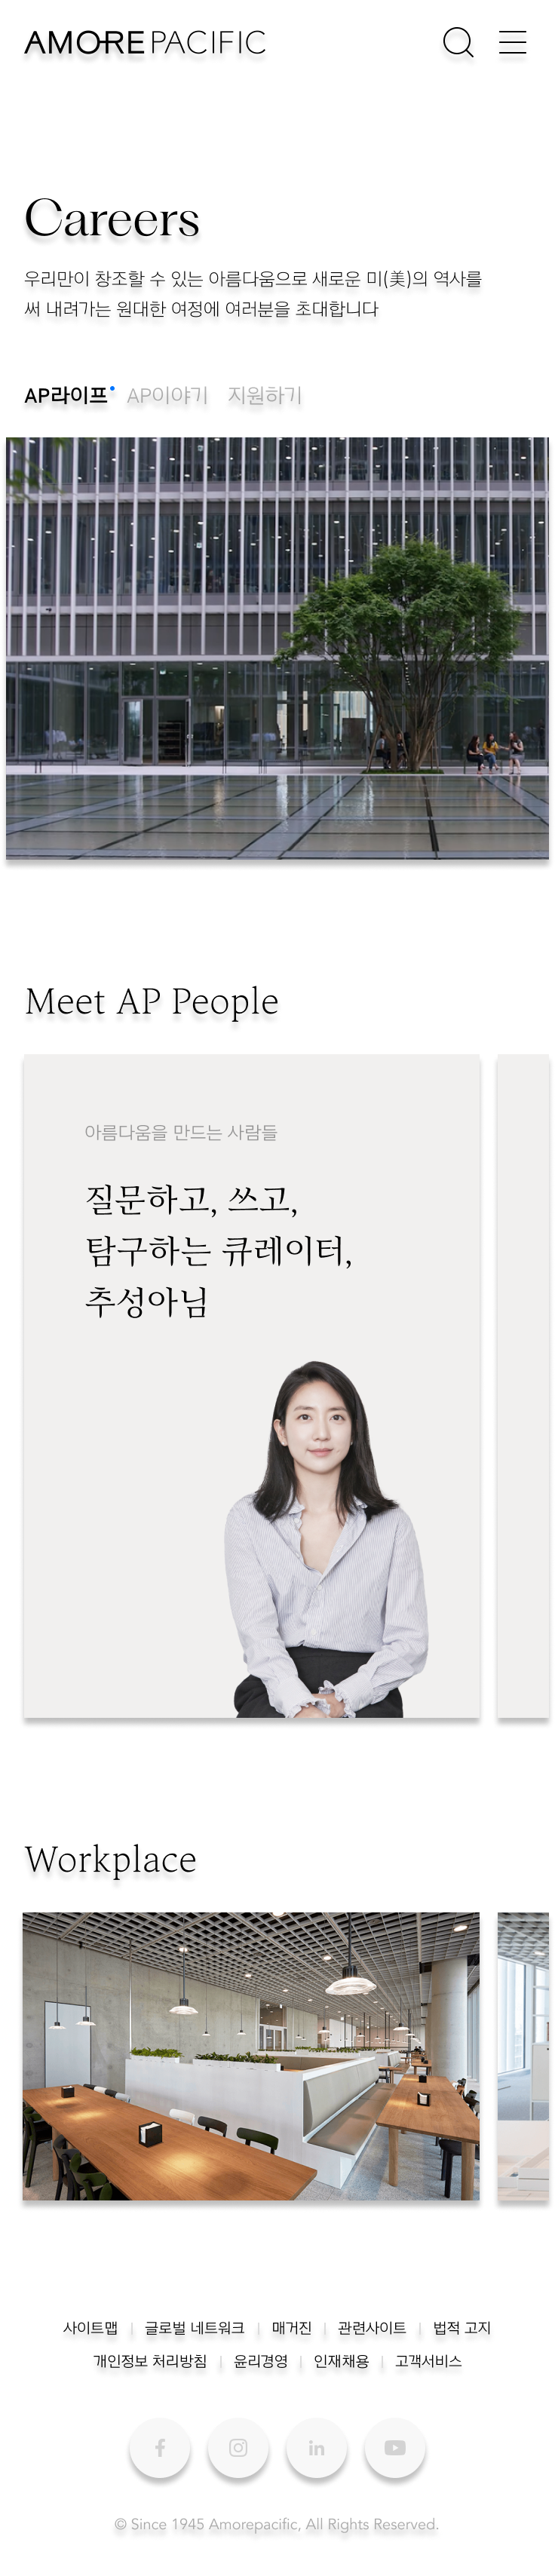 AMOREPACIFIC
Careers
우리만이 창조할 수 있는 아름다움으로 새로운 미(美)의 역사를
써 내려가는 원대한 여정에 여러분을 초대합니다
AP라이프 AP이야기 지원하기
Meet AP People
아름다움을 만드는 사람들
질문하고, 쓰고,
탐구하는 큐레이터,
추성아님
Workplace
사이트맵 | 글로벌 네트워크 | 매거진 | 관련사이트 | 법적 고지
개인정보 처리방침 | 윤리경영 | 인재채용 | 고객서비스
© Since 1945 Amorepacific, All Rights Reserved.